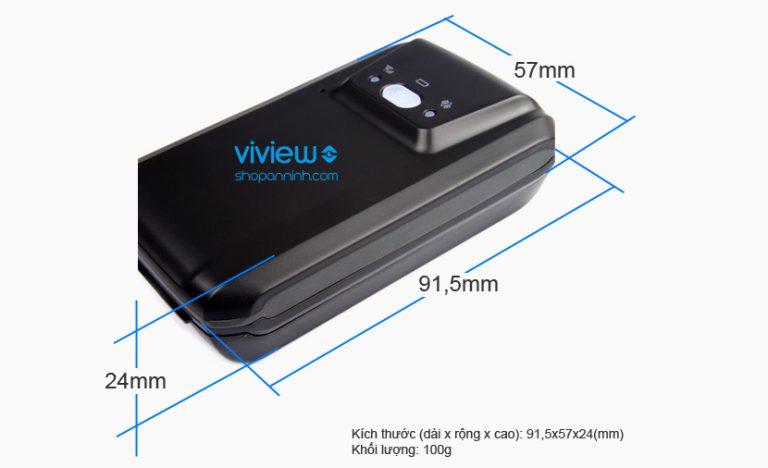 57mm
viview
shopanninh.com
91,5mm
24mm
Kích thước (dài x rộng x cao): 91,5x57x24(mm)
Khối lượng: 100g